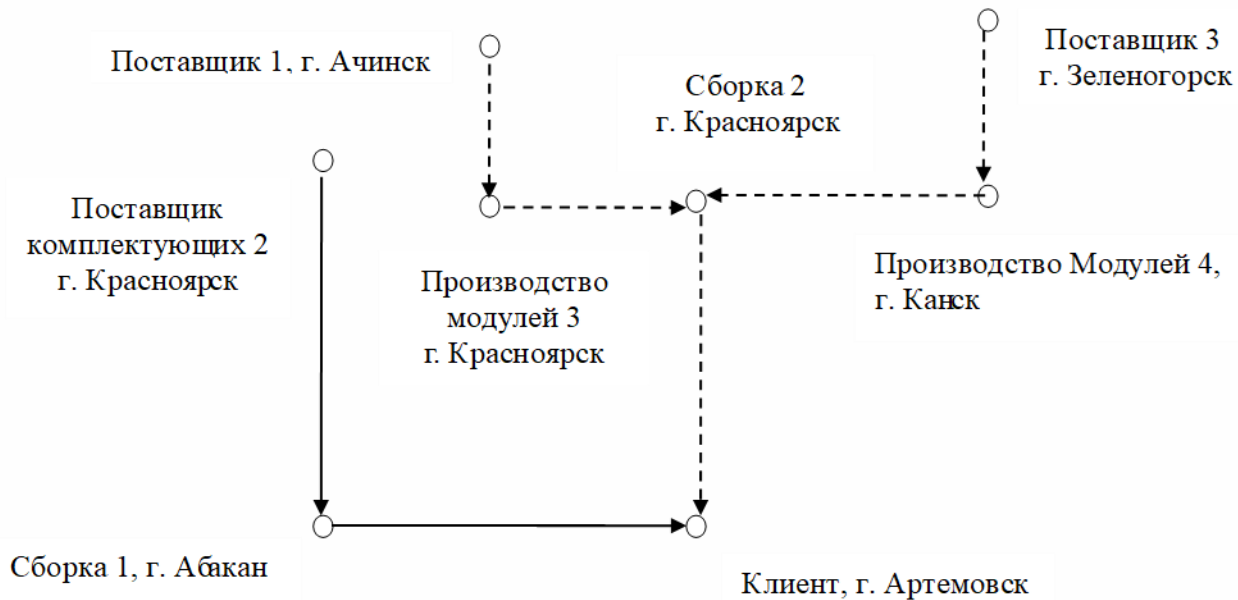 Поставщик 1, г. Ачинск
Поставщик 3
г. Зеленогорск
Сборка 2
г. Красноярск
Поставщик
комплектующих 2
г. Красноярск
Производство
модулей 3
г. Красноярск
Производство Модулей 4,
г. Канск
Сборка 1, г. Абакан
Клиент, г. Артемовск